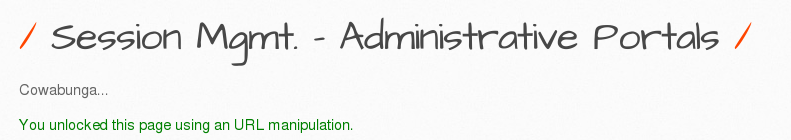 / Session Mgmt. - Administrative Portals /
Cowabunga...
You unlocked this page using an URL manipulation.